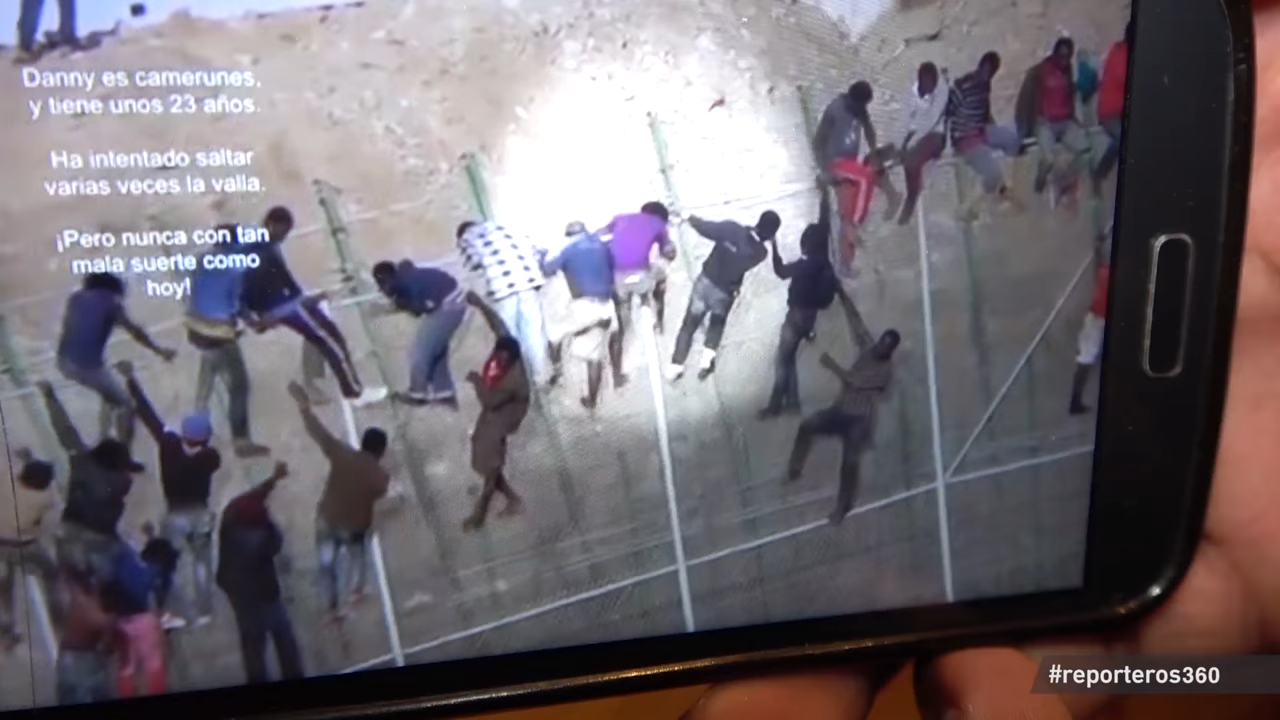 Danny es camerunes,
y tiene unos 23 años.
Ha intentado saltar
varias veces la valla.
¡Pero nunca con tan
mala suerte como
hoy!
#reporteros360